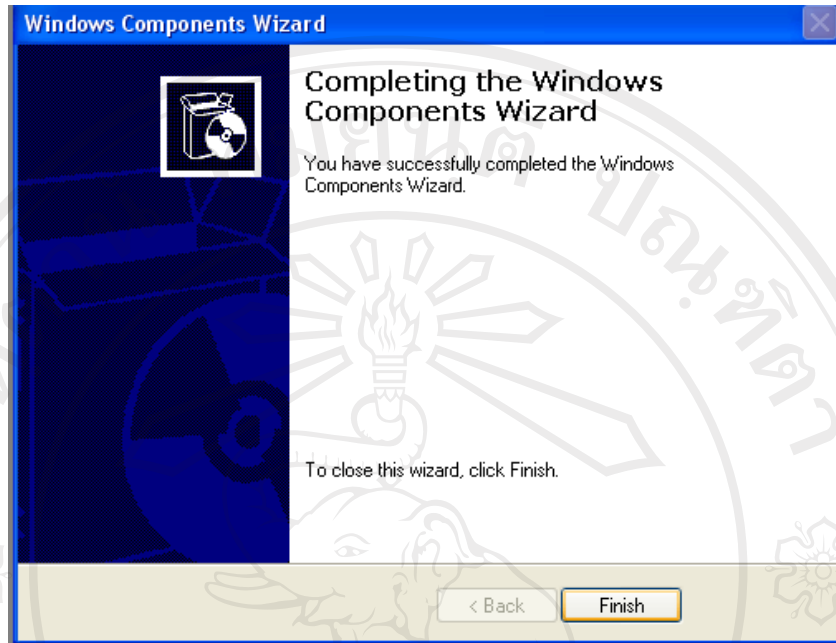 Windows Components Wizard
Completing the Windows
Components Wizard
You have successfully completed the Windows
Components Wizard.
To close this wizard, click Finish.
< Back
Finish